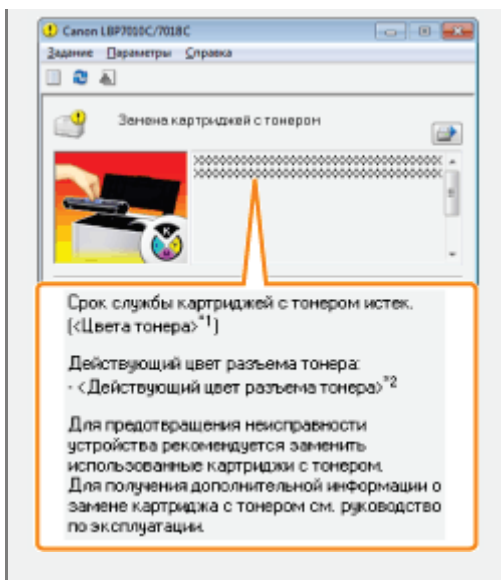 Canon LBP7010C/7018C
Задание Параметры Справка
Замена картриджей с тонером
XXXXXXXXXXXXXXXXXXXXXXXXXXXXXXXX
XXXXXXXXXXXXXXXXXXXXXXXXXXXXXXXX
K
Срок службы картриджей с тонером истек.
[<Цвета тонера>*1]
Действующий цвет разъема тонера:
- <Действующий цвет разъема тонера>*2
Для предотвращения неисправности
устройства рекомендуется заменить
использованные картриджи с тонером.
Для получения дополнительной информации о
замене картриджа с тонером см. руководство
по эксплуатации.